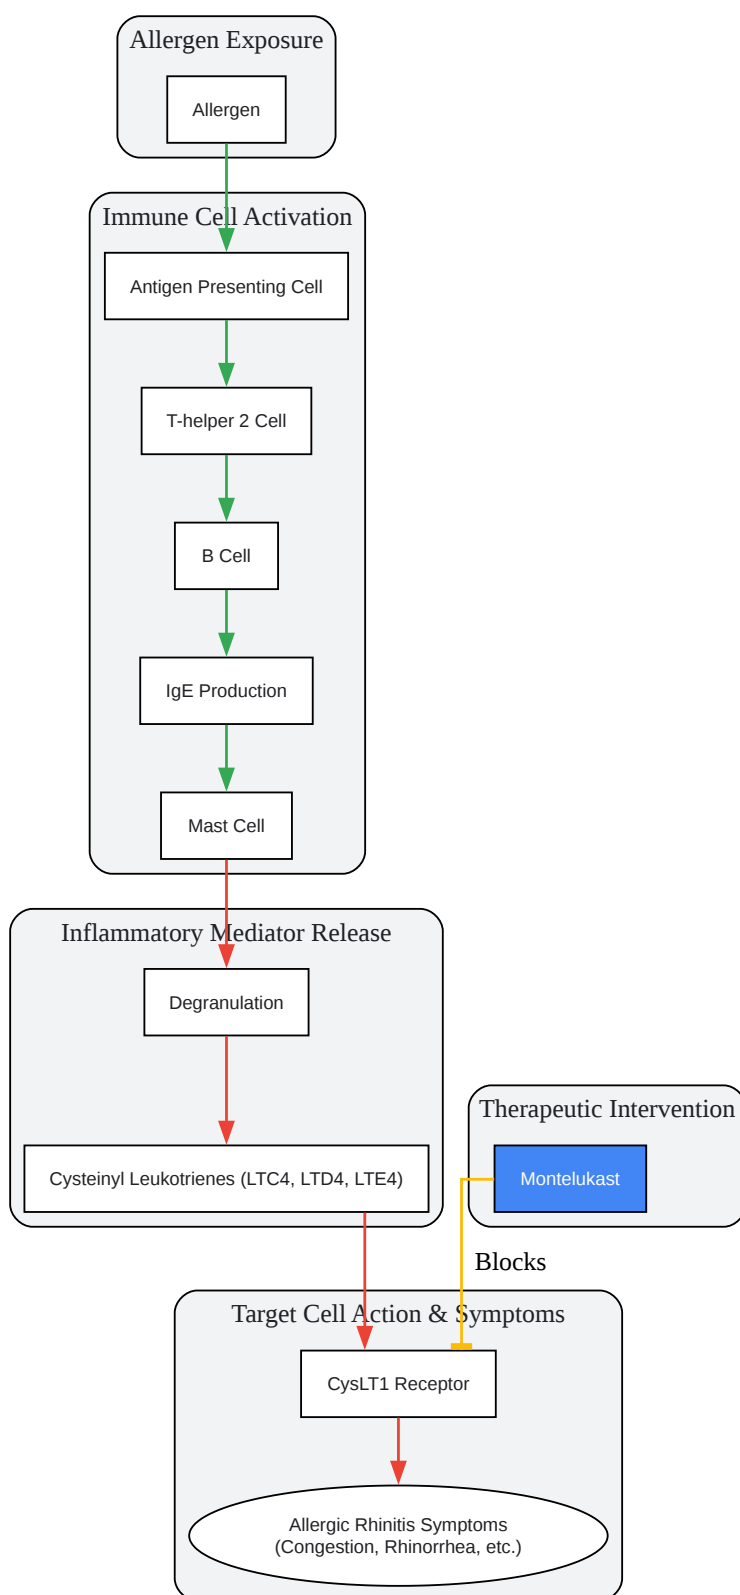 Allergen Exposure
Allergen
Immune Cell Activation
Antigen Presenting Cell
T-helper 2 Cell
B Cell
IgE Production
Mast Cell
Inflammatory Mediator Release
Degranulation
Cysteinyl Leukotrienes (LTC4, LTD4, LTE4)
Therapeutic Intervention
Montelukast
Blocks
Target Cell Action & Symptoms
CysLT1 Receptor
Allergic Rhinitis Symptoms
(Congestion, Rhinorrhea, etc.)